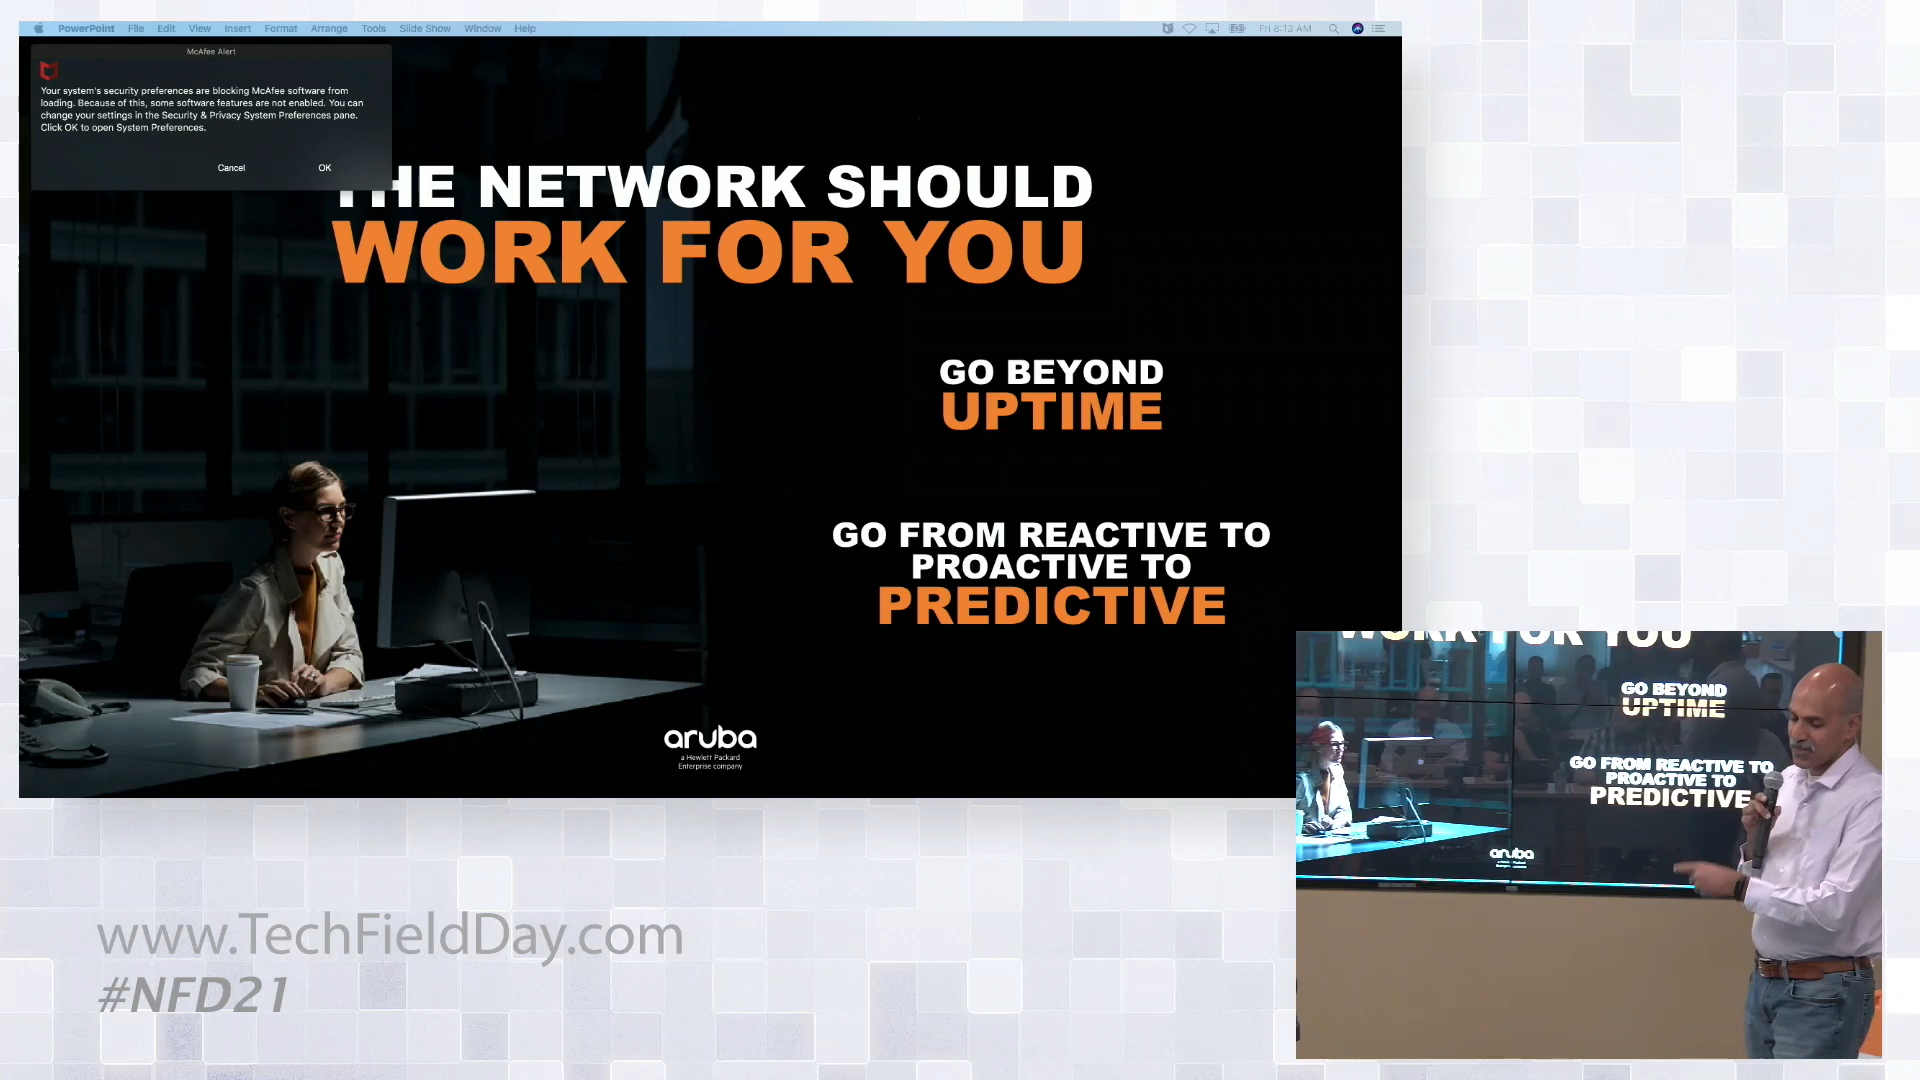 PowerPoint File Edit View Insert Format Arrange Tools Slide Show Window Help Fri 8:13 AM
McAfee Alert
Your system's security preferences are blocking McAfee software from
loading. Because of this, some software features are not enabled. You can
change your settings in the Security & Privacy System Preferences pane.
Click OK to open System Preferences.
Cancel OK
THE NETWORK SHOULD
WORK FOR YOU
GO BEYOND
UPTIME
GO FROM REACTIVE TO
PROACTIVE TO
PREDICTIVE
aruba
a Hewlett Packard
Enterprise company
WORK FOR YOU
GO BEYOND
UPTIME
GO FROM REACTIVE TO
PROACTIVE TO
PREDICTIVE
aruba
www.TechFieldDay.com
#NFD21